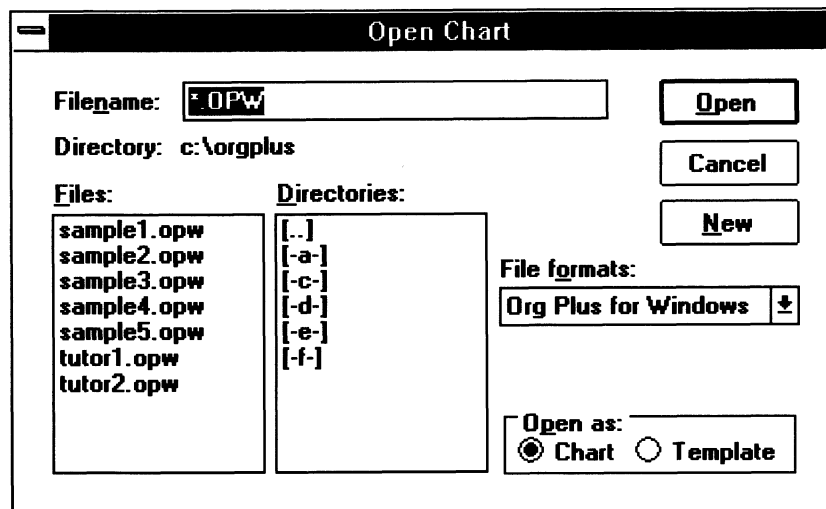 Open Chart
Filename: *.OPW
Open
Directory: c:\orgplus
Cancel
Files:
Directories:
New
sample1.opw
sample2.opw
sample3.opw
sample4.opw
sample5.opw
tutor1.opw
tutor2.opw
[..]
[-a-]
[-c-]
[-d-]
[-e-]
[-f-]
File formats:
Org Plus for Windows
Open as:
Chart Template